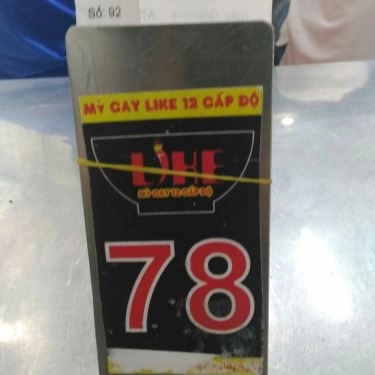 Số: 92
MỲ CAY LIKE 12 CẤP ĐỘ
LIKE
MỲ CAY 12 CẤP ĐỘ
78